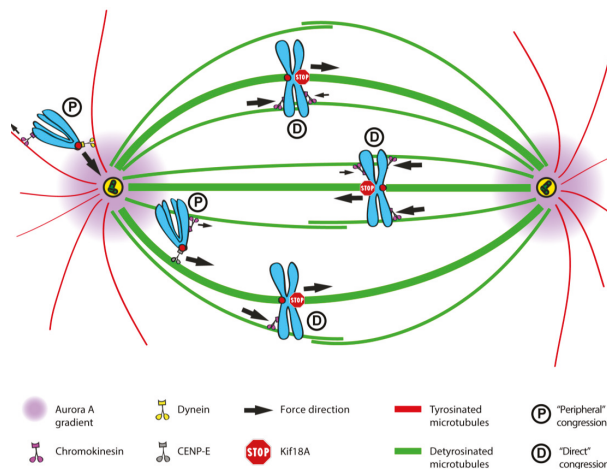 STOP
P
D
D
STOP
P
STOP
D
Aurora A
gradient
Dynein
Force direction
Tyrosinated
microtubules
P
"Peripheral"
congression
Chromokinesin
CENP-E
STOP
Kif18A
Detyrosinated
microtubules
D
"Direct"
congression